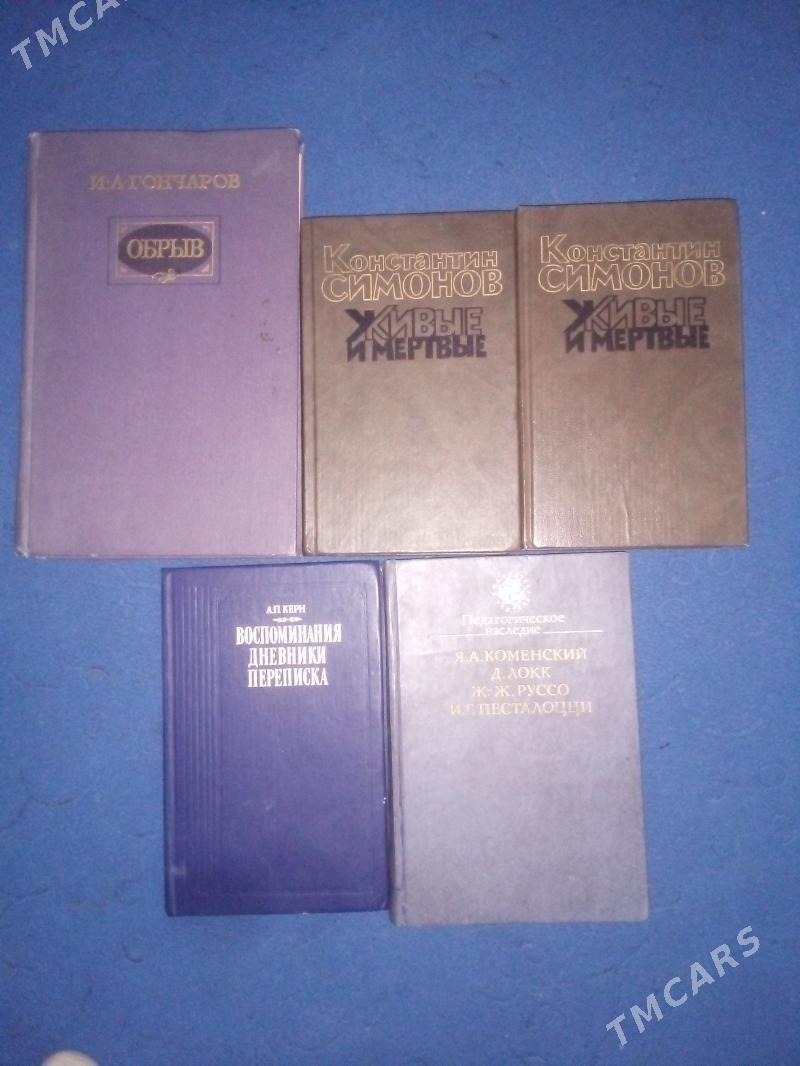 TMCARS
И·А·ГОНЧАРОВ
ОБРЫВ
Константин
СИМОНОВ
ЖИВЫЕ
И МЕРТВЫЕ
Константин
СИМОНОВ
ЖИВЫЕ
И МЕРТВЫЕ
А.П. КЕРН
ВОСПОМИНАНИЯ
ДНЕВНИКИ
ПЕРЕПИСКА
Педагогическое
наследие
Я.А.КОМЕНСКИЙ
Д.ЛОКК
Ж.-Ж.РУССО
И.Г.ПЕСТАЛОЦЦИ
TMCARS